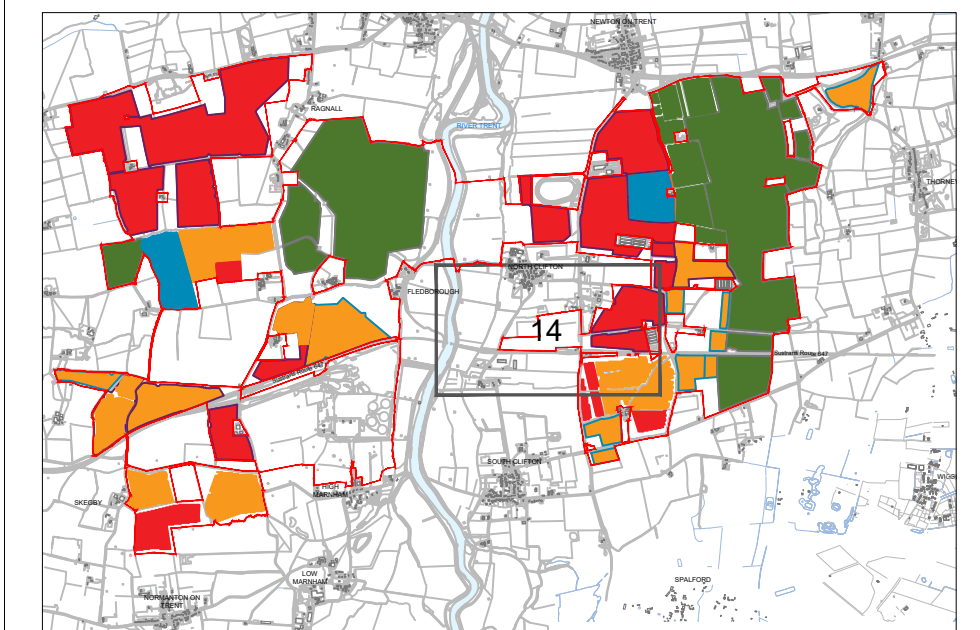 NEWTON ON TRENT
RAGNALL
RIVER TRENT
THORNEY
NORTH CLIFTON
FLEDBOROUGH
14
Sustrans Route 647
Sustrans Route 647
SOUTH CLIFTON
SKEGBY
HIGH
MARNHAM
WIGS
LOW
MARNHAM
SPALFORD
NORMANTON ON
TRENT